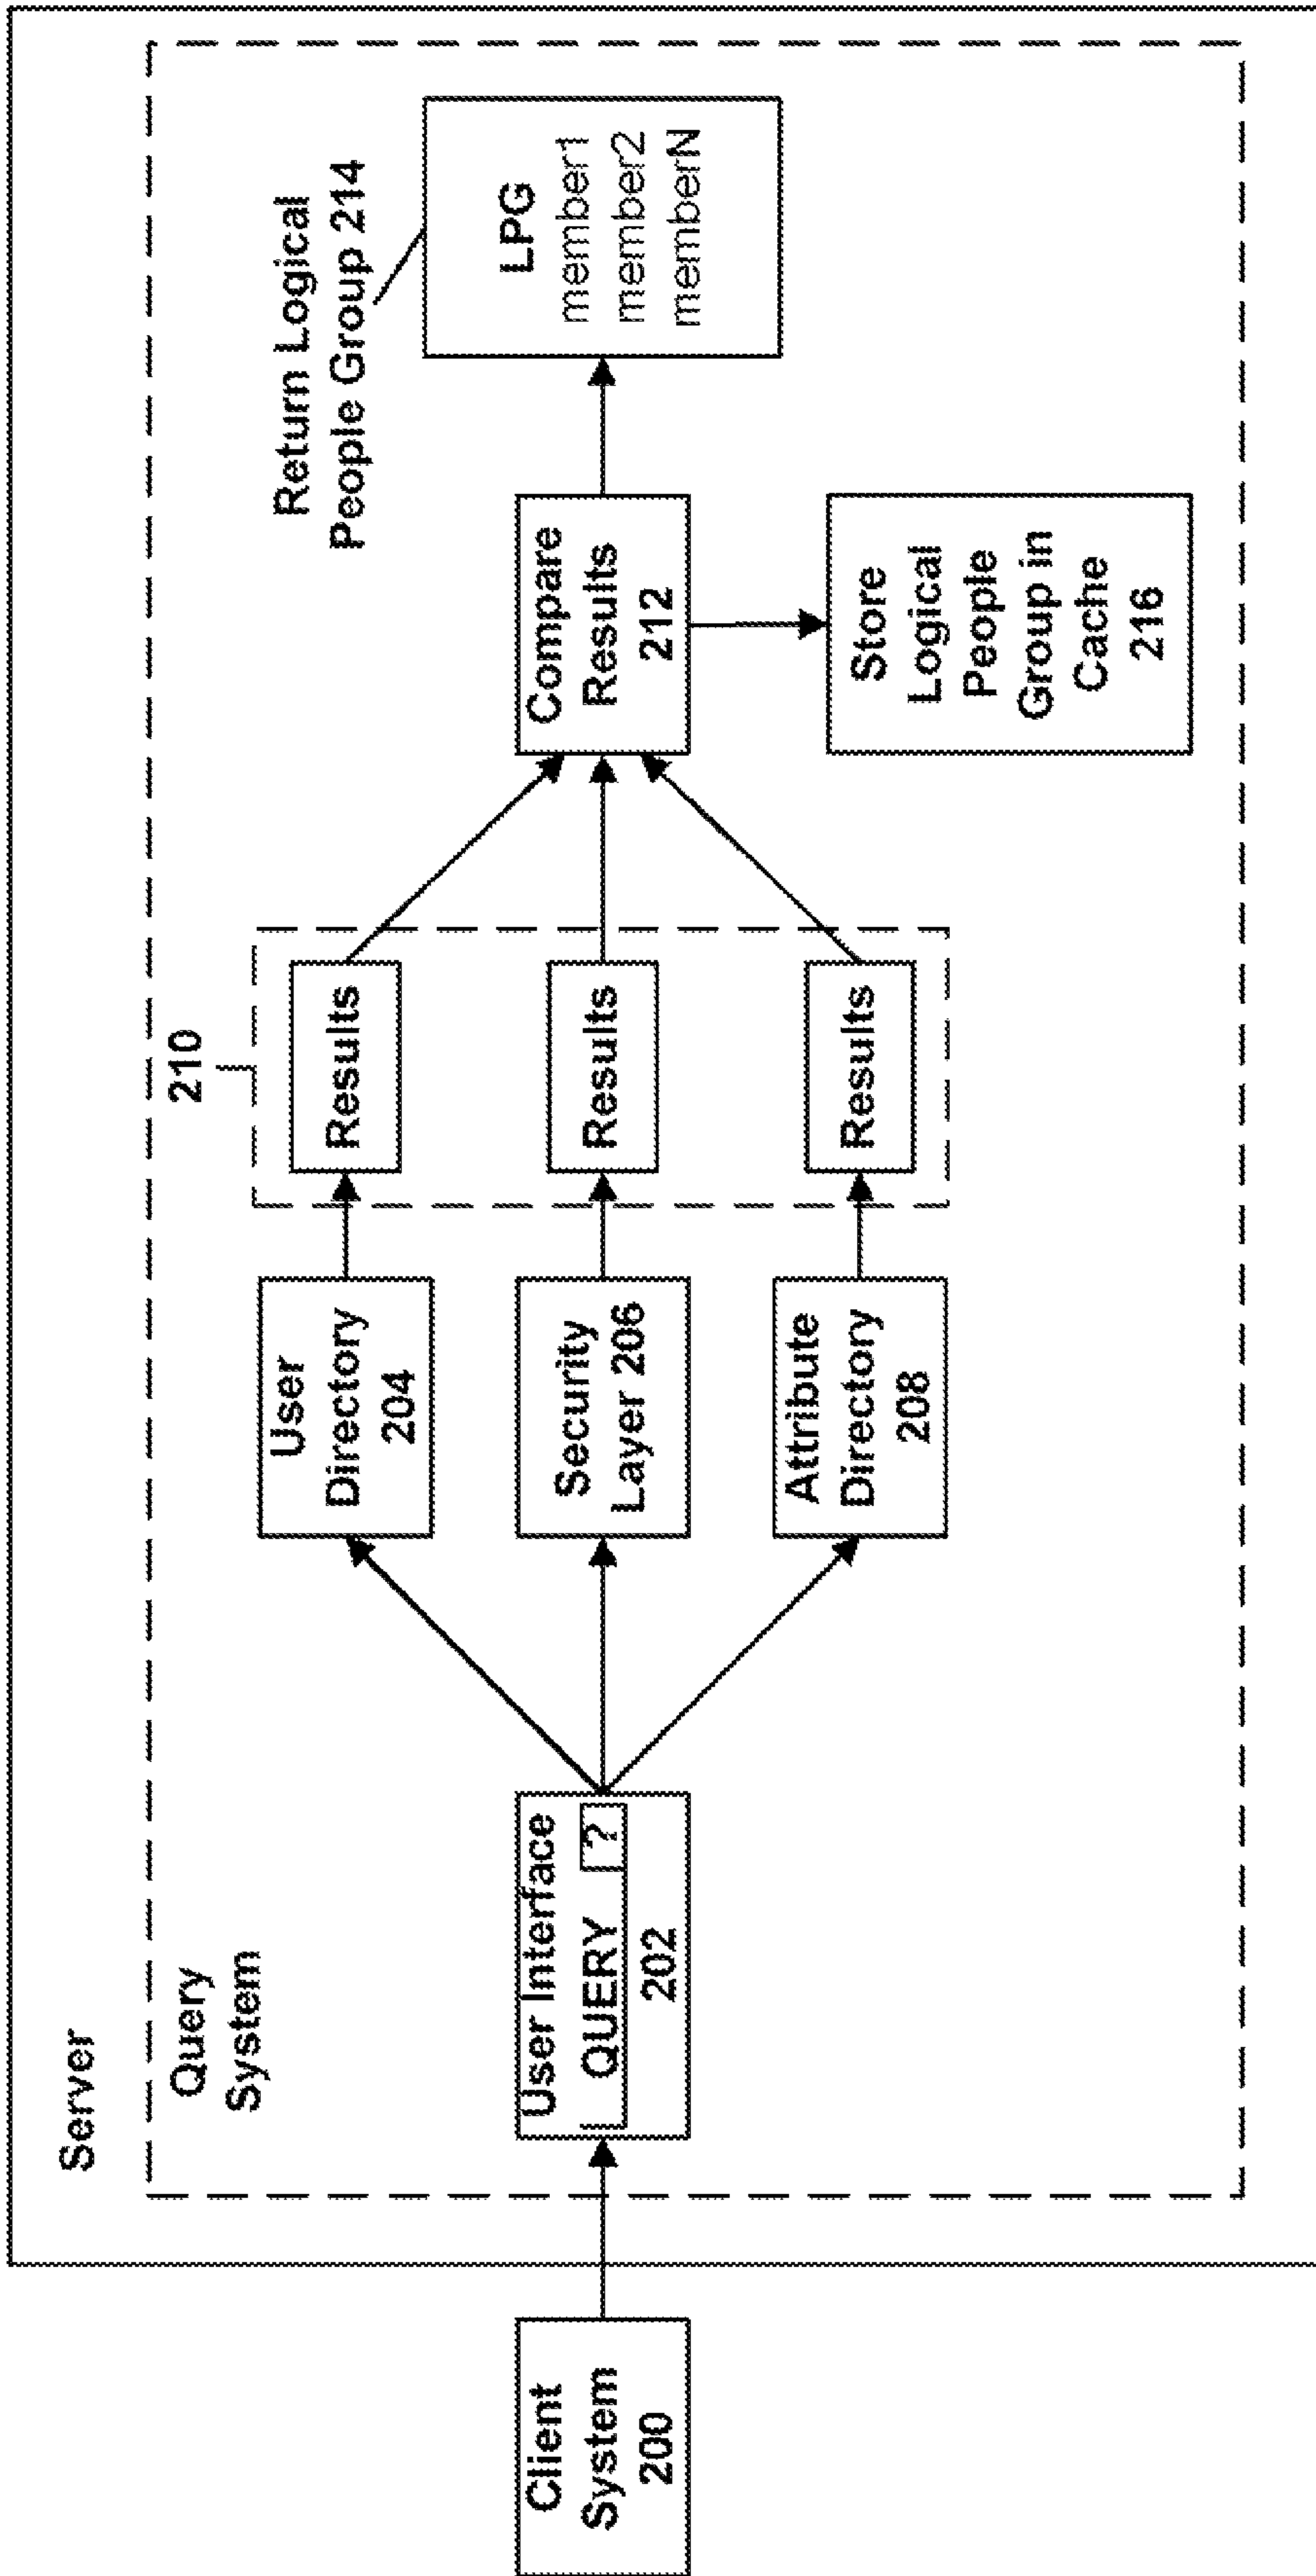 Server
Query
System
Client
System
200
User Interface
QUERY ?
202
User
Directory
204
Security
Layer 206
Attribute
Directory
208
210
Results
Results
Results
Compare
Results
212
Return Logical
People Group 214
LPG
member1
member2
memberN
Store
Logical
People
Group in
Cache
216